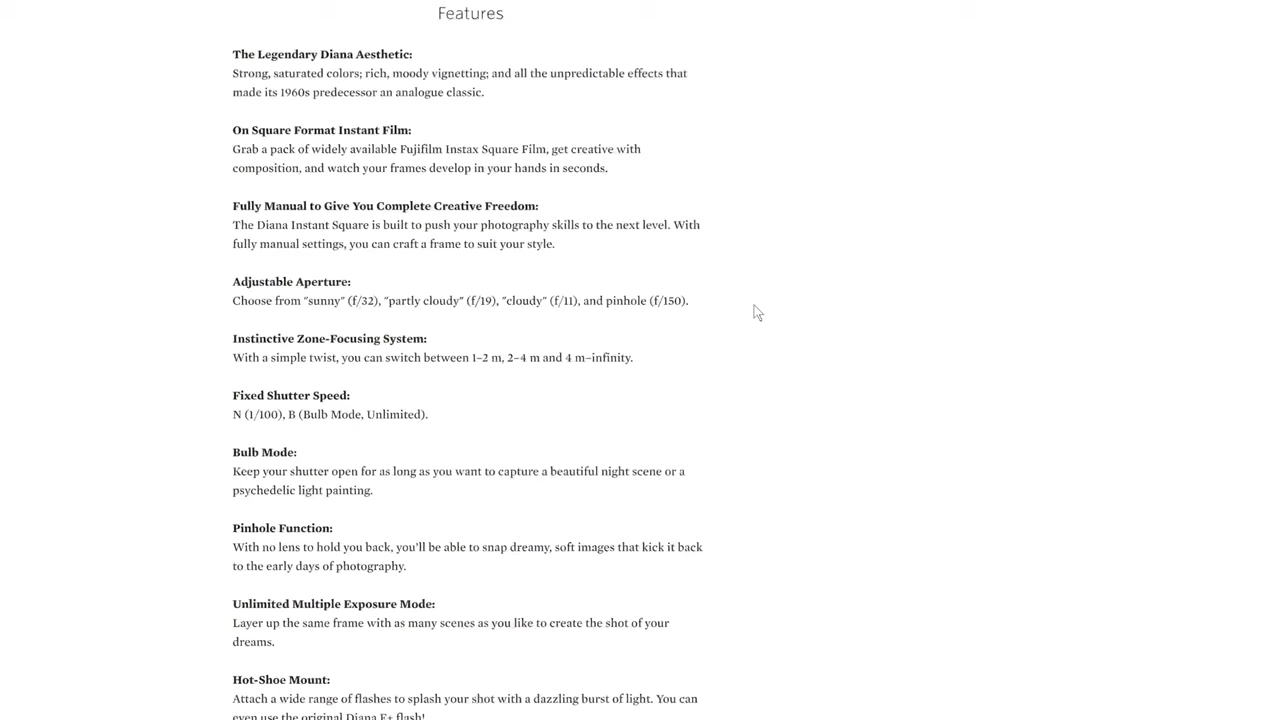 Features
The Legendary Diana Aesthetic:
Strong, saturated colors; rich, moody vignetting; and all the unpredictable effects that
made its 1960s predecessor an analogue classic.
On Square Format Instant Film:
Grab a pack of widely available Fujifilm Instax Square Film, get creative with
composition, and watch your frames develop in your hands in seconds.
Fully Manual to Give You Complete Creative Freedom:
The Diana Instant Square is built to push your photography skills to the next level. With
fully manual settings, you can craft a frame to suit your style.
Adjustable Aperture:
Choose from "sunny" (f/32), "partly cloudy" (f/19), "cloudy" (f/11), and pinhole (f/150).
Instinctive Zone-Focusing System:
With a simple twist, you can switch between 1–2 m, 2–4 m and 4 m–infinity.
Fixed Shutter Speed:
N (1/100), B (Bulb Mode, Unlimited).
Bulb Mode:
Keep your shutter open for as long as you want to capture a beautiful night scene or a
psychedelic light painting.
Pinhole Function:
With no lens to hold you back, you'll be able to snap dreamy, soft images that kick it back
to the early days of photography.
Unlimited Multiple Exposure Mode:
Layer up the same frame with as many scenes as you like to create the shot of your
dreams.
Hot-Shoe Mount:
Attach a wide range of flashes to splash your shot with a dazzling burst of light. You can
even use the original Diana F+ flash!